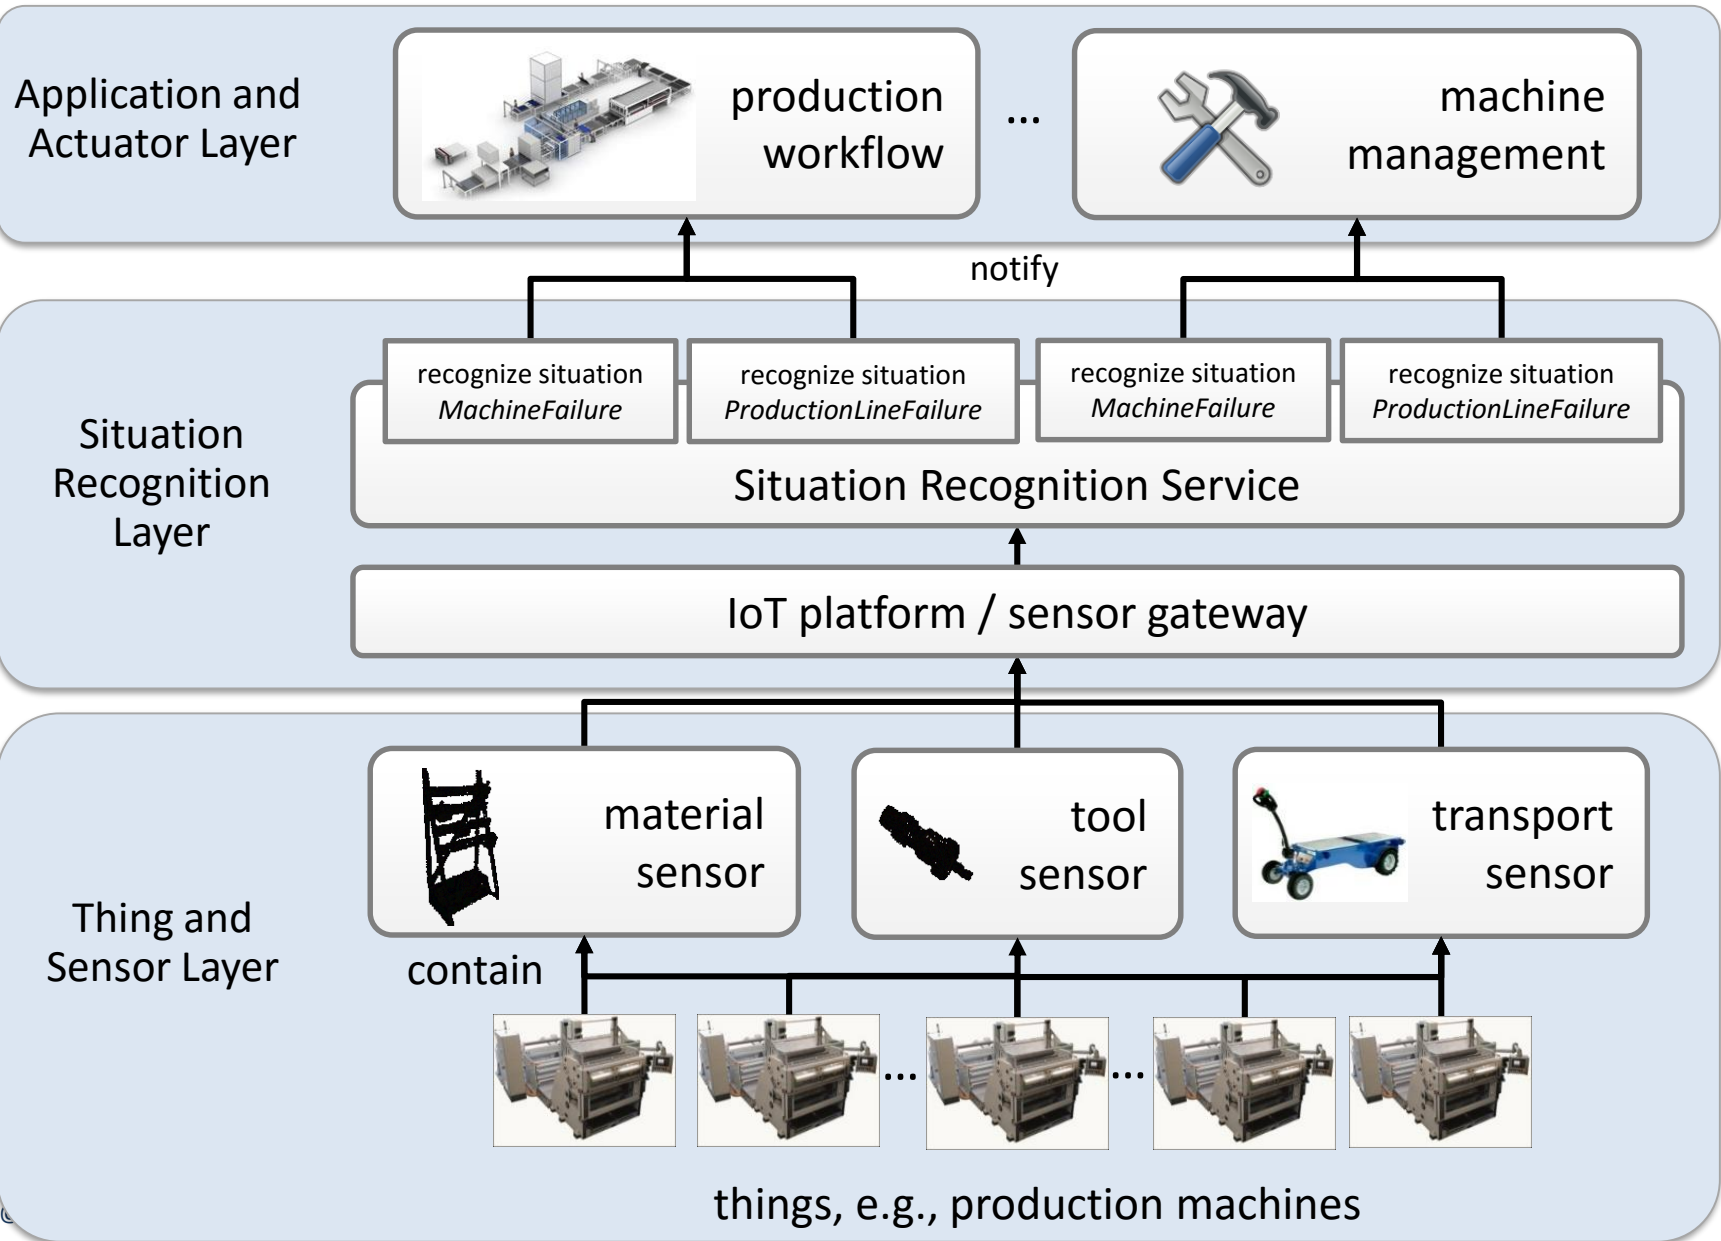 Application and
Actuator Layer
production
workflow
...
machine
management
notify
recognize situation
MachineFailure
recognize situation
ProductionLineFailure
recognize situation
MachineFailure
recognize situation
ProductionLineFailure
Situation
Recognition
Layer
Situation Recognition Service
IoT platform / sensor gateway
Thing and
Sensor Layer
material
sensor
tool
sensor
transport
sensor
contain
...
...
things, e.g., production machines
©